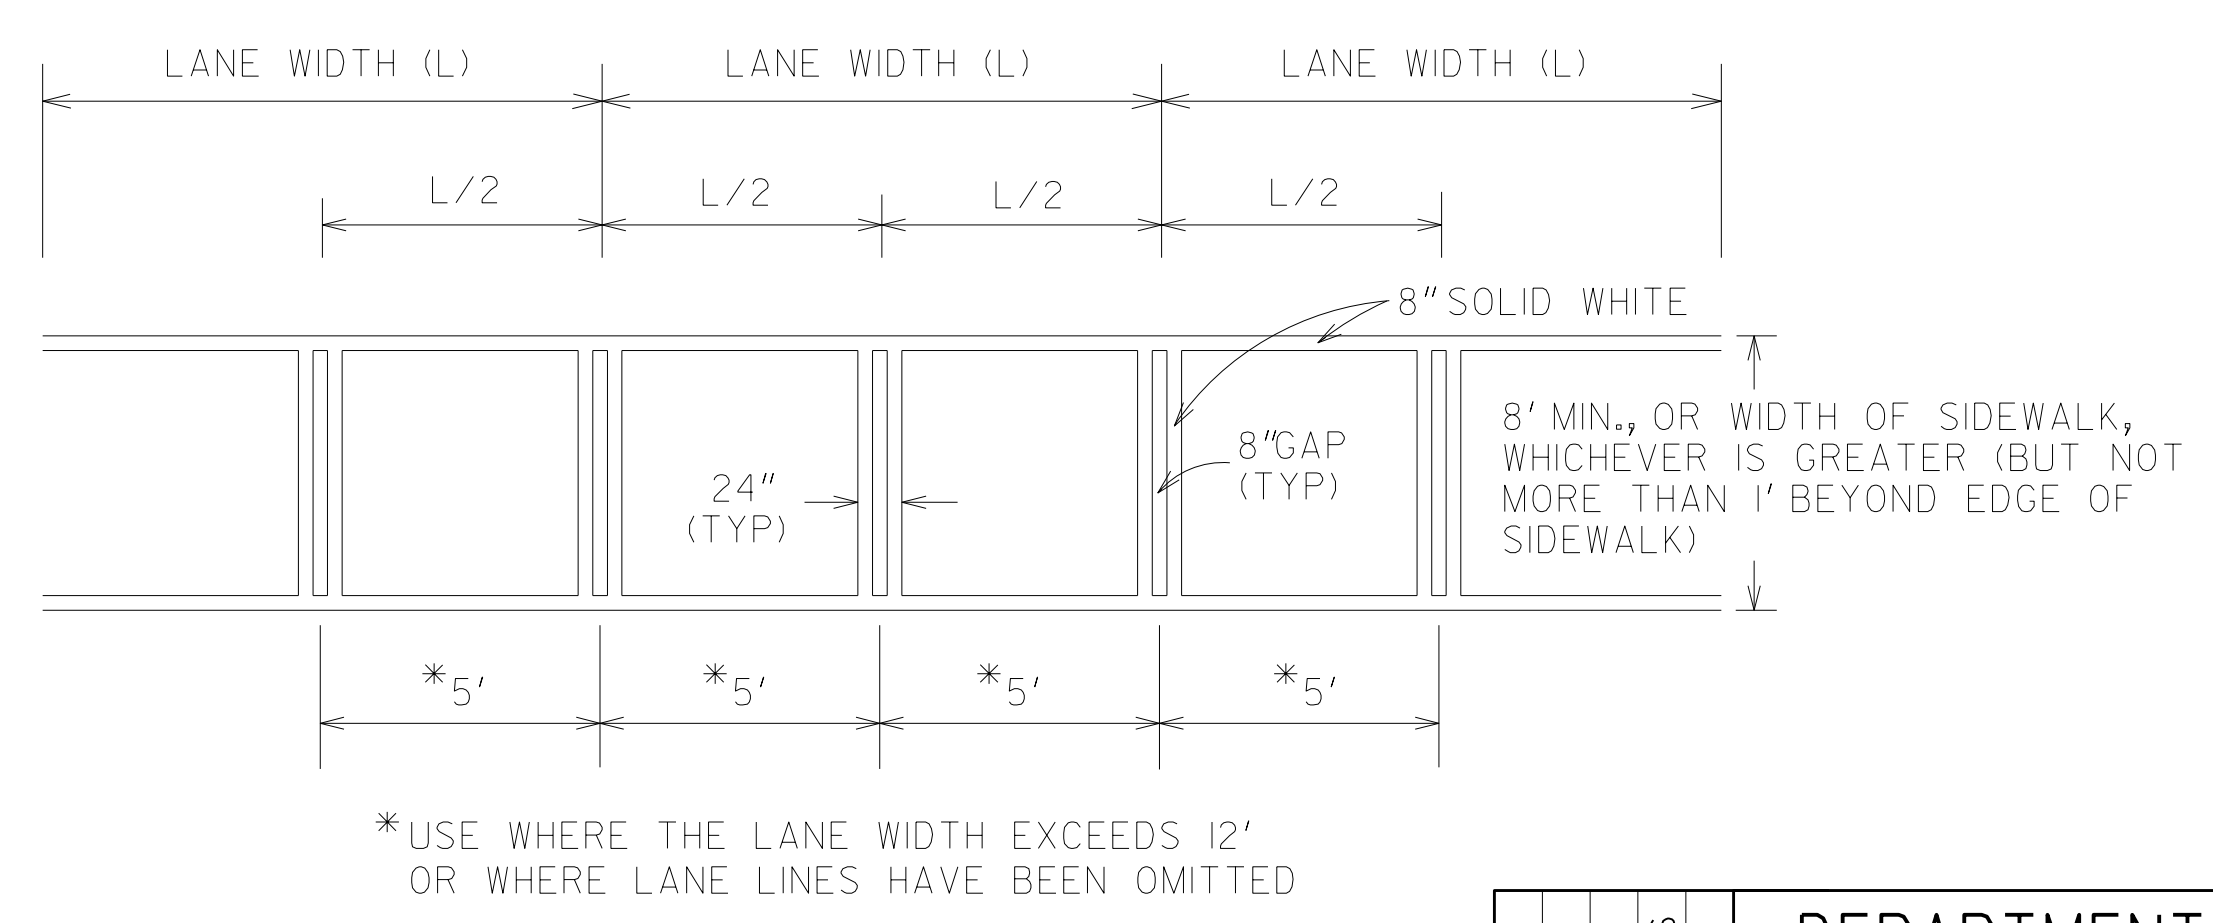 LANE WIDTH (L) LANE WIDTH (L) LANE WIDTH (L)
L/2 L/2 L/2 L/2
8" SOLID WHITE
8' MIN., OR WIDTH OF SIDEWALK,
WHICHEVER IS GREATER (BUT NOT
MORE THAN 1' BEYOND EDGE OF
SIDEWALK)
8" GAP
(TYP)
24"
(TYP)
*5' *5' *5' *5'
*USE WHERE THE LANE WIDTH EXCEEDS 12'
OR WHERE LANE LINES HAVE BEEN OMITTED
DEPARTMENT